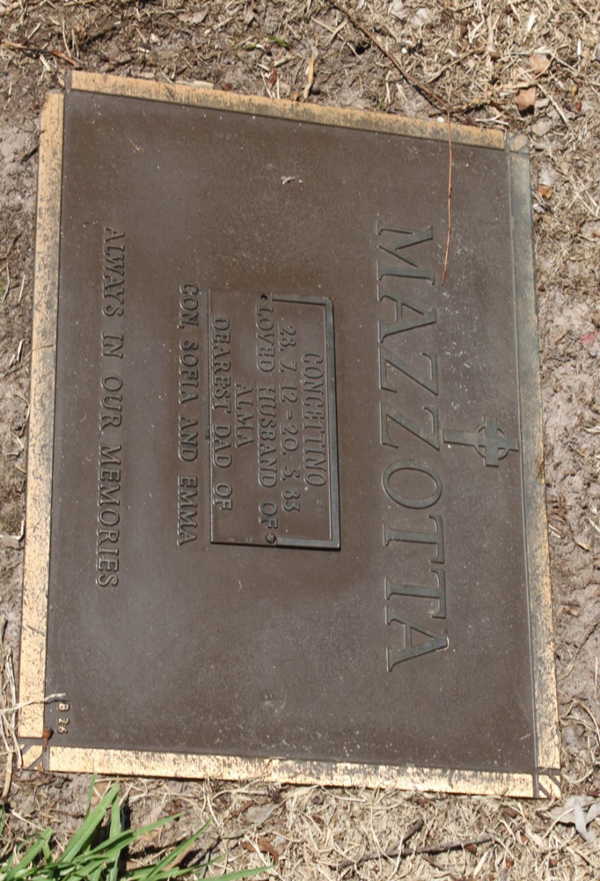 MAZZOTTA
CONCETTINO
28. 7. 12 - 20. 3. 83
LOVED HUSBAND OF
ALMA
DEAREST DAD OF
CON, SOFIA AND EMMA
ALWAYS IN OUR MEMORIES
B 26